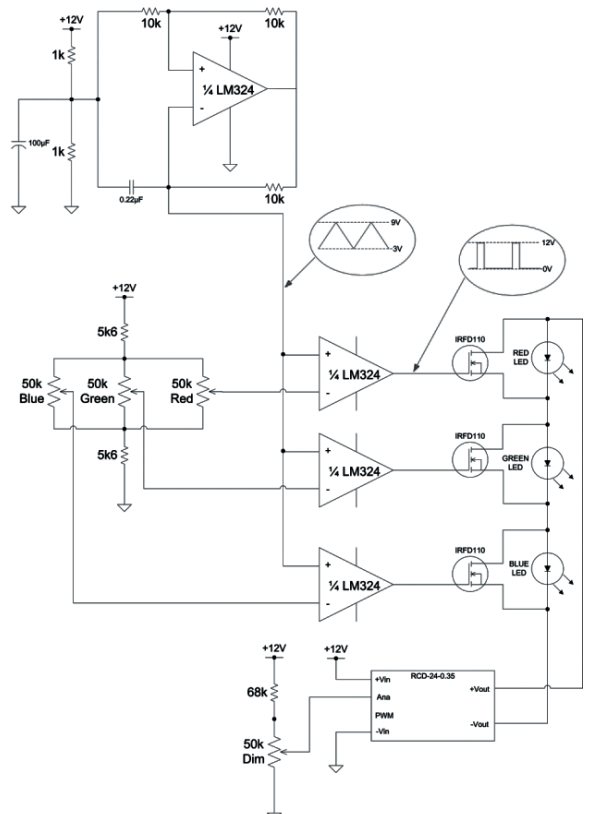 +12V
10k
10k
+12V
1k
+
¼ LM324
-
100µF
1k
0.22µF
10k
9V
3V
12V
0V
+12V
5k6
50k
Blue
50k
Green
50k
Red
5k6
+
¼ LM324
-
IRFD110
RED
LED
+
¼ LM324
-
IRFD110
GREEN
LED
+
¼ LM324
-
IRFD110
BLUE
LED
+12V
68k
50k
Dim
+12V
RCD-24-0.35
+Vin
Ana
PWM
-Vin
+Vout
-Vout